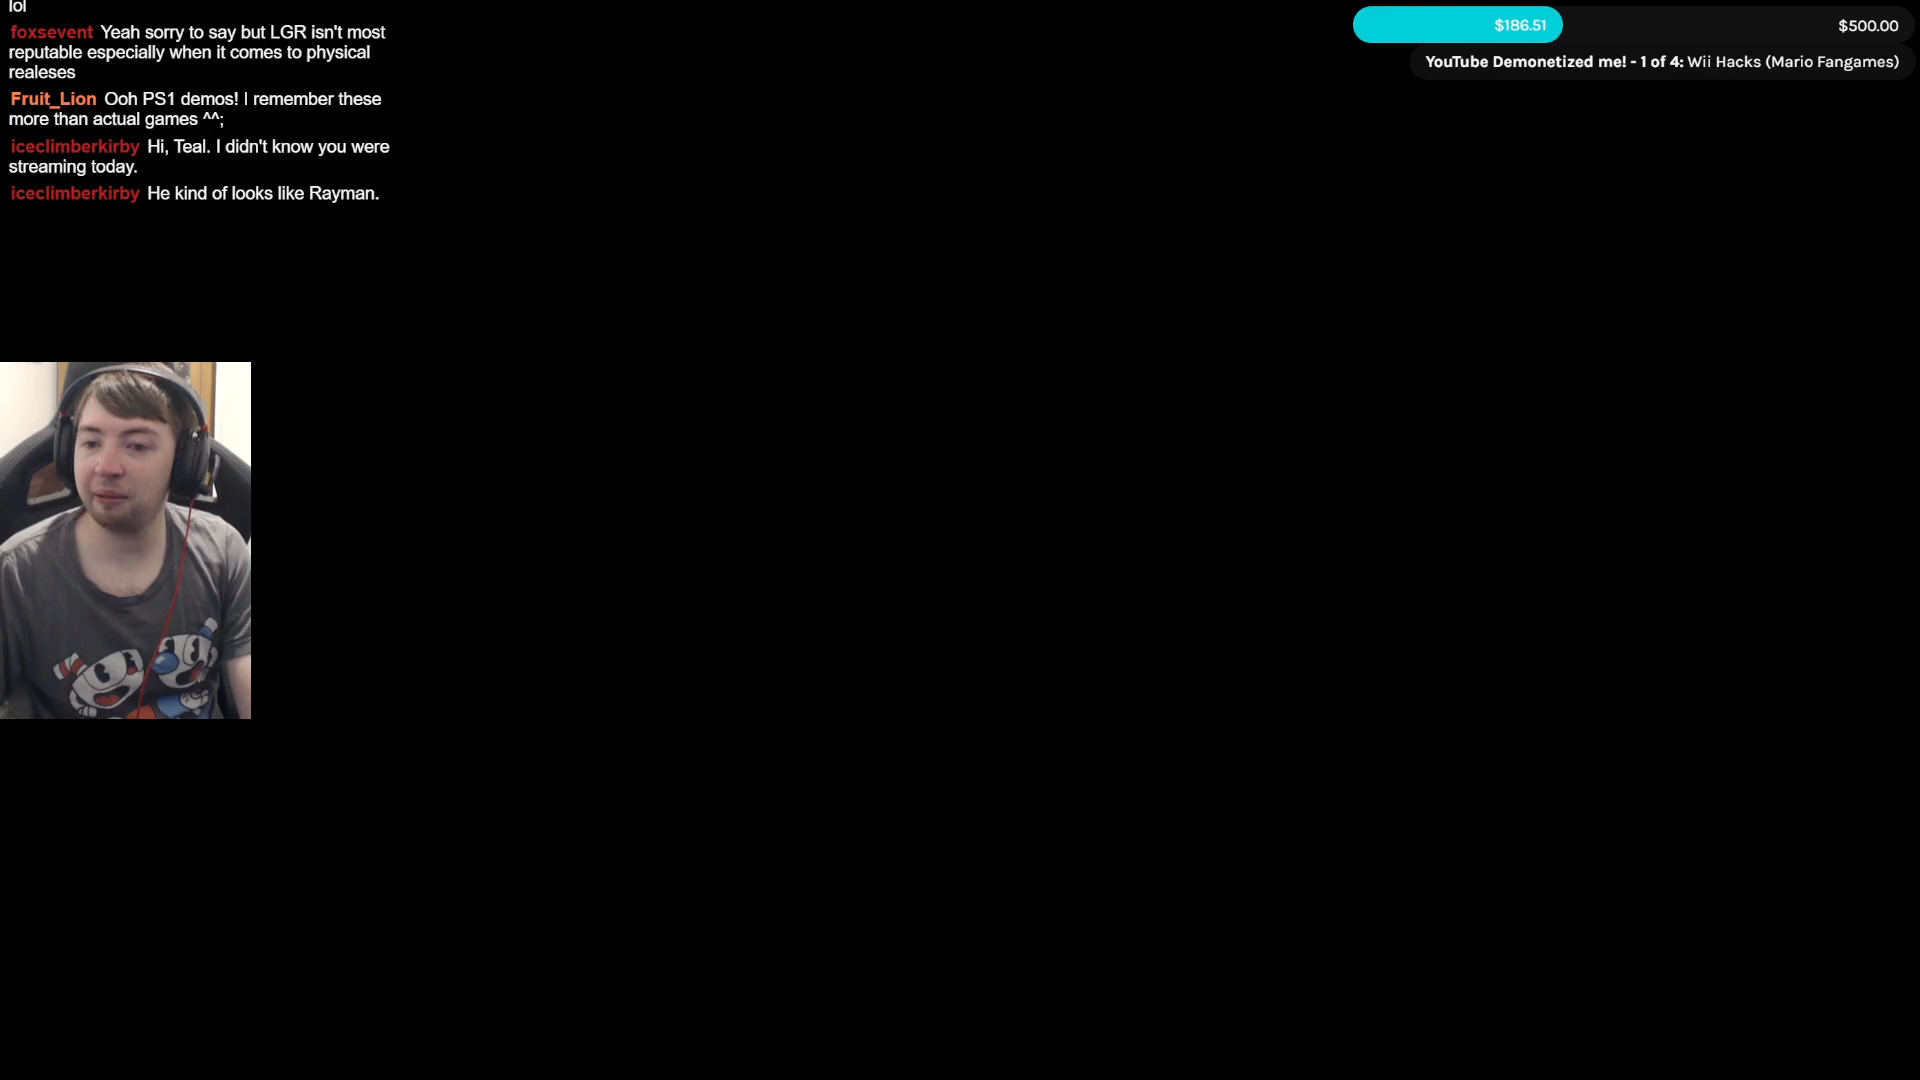 lol
foxsevent Yeah sorry to say but LGR isn't most
reputable especially when it comes to physical
realeses
Fruit_Lion Ooh PS1 demos! I remember these
more than actual games ^^;
iceclimberkirby Hi, Teal. I didn't know you were
streaming today.
iceclimberkirby He kind of looks like Rayman.
$186.51 $500.00
YouTube Demonetized me! - 1 of 4: Wii Hacks (Mario Fangames)